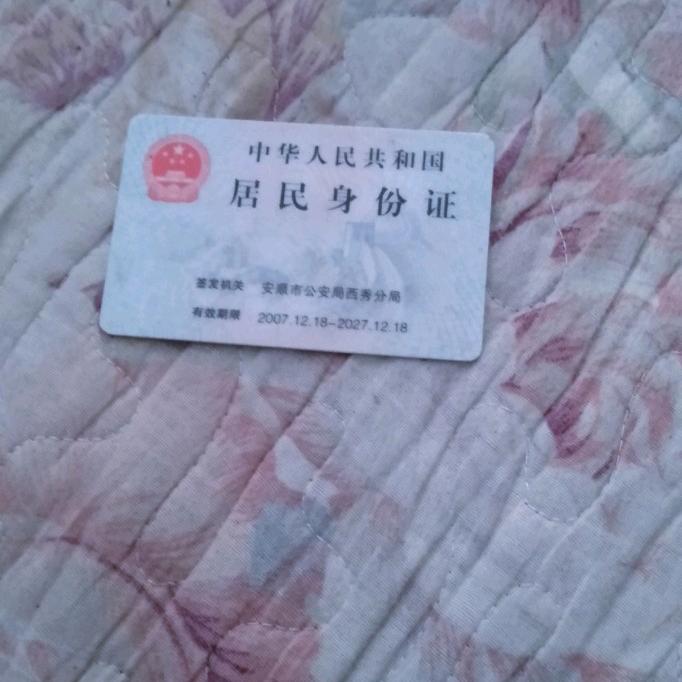 中华人民共和国
居民身份证
签发机关 安顺市公安局西秀分局
有效期限 2007.12.18-2027.12.18